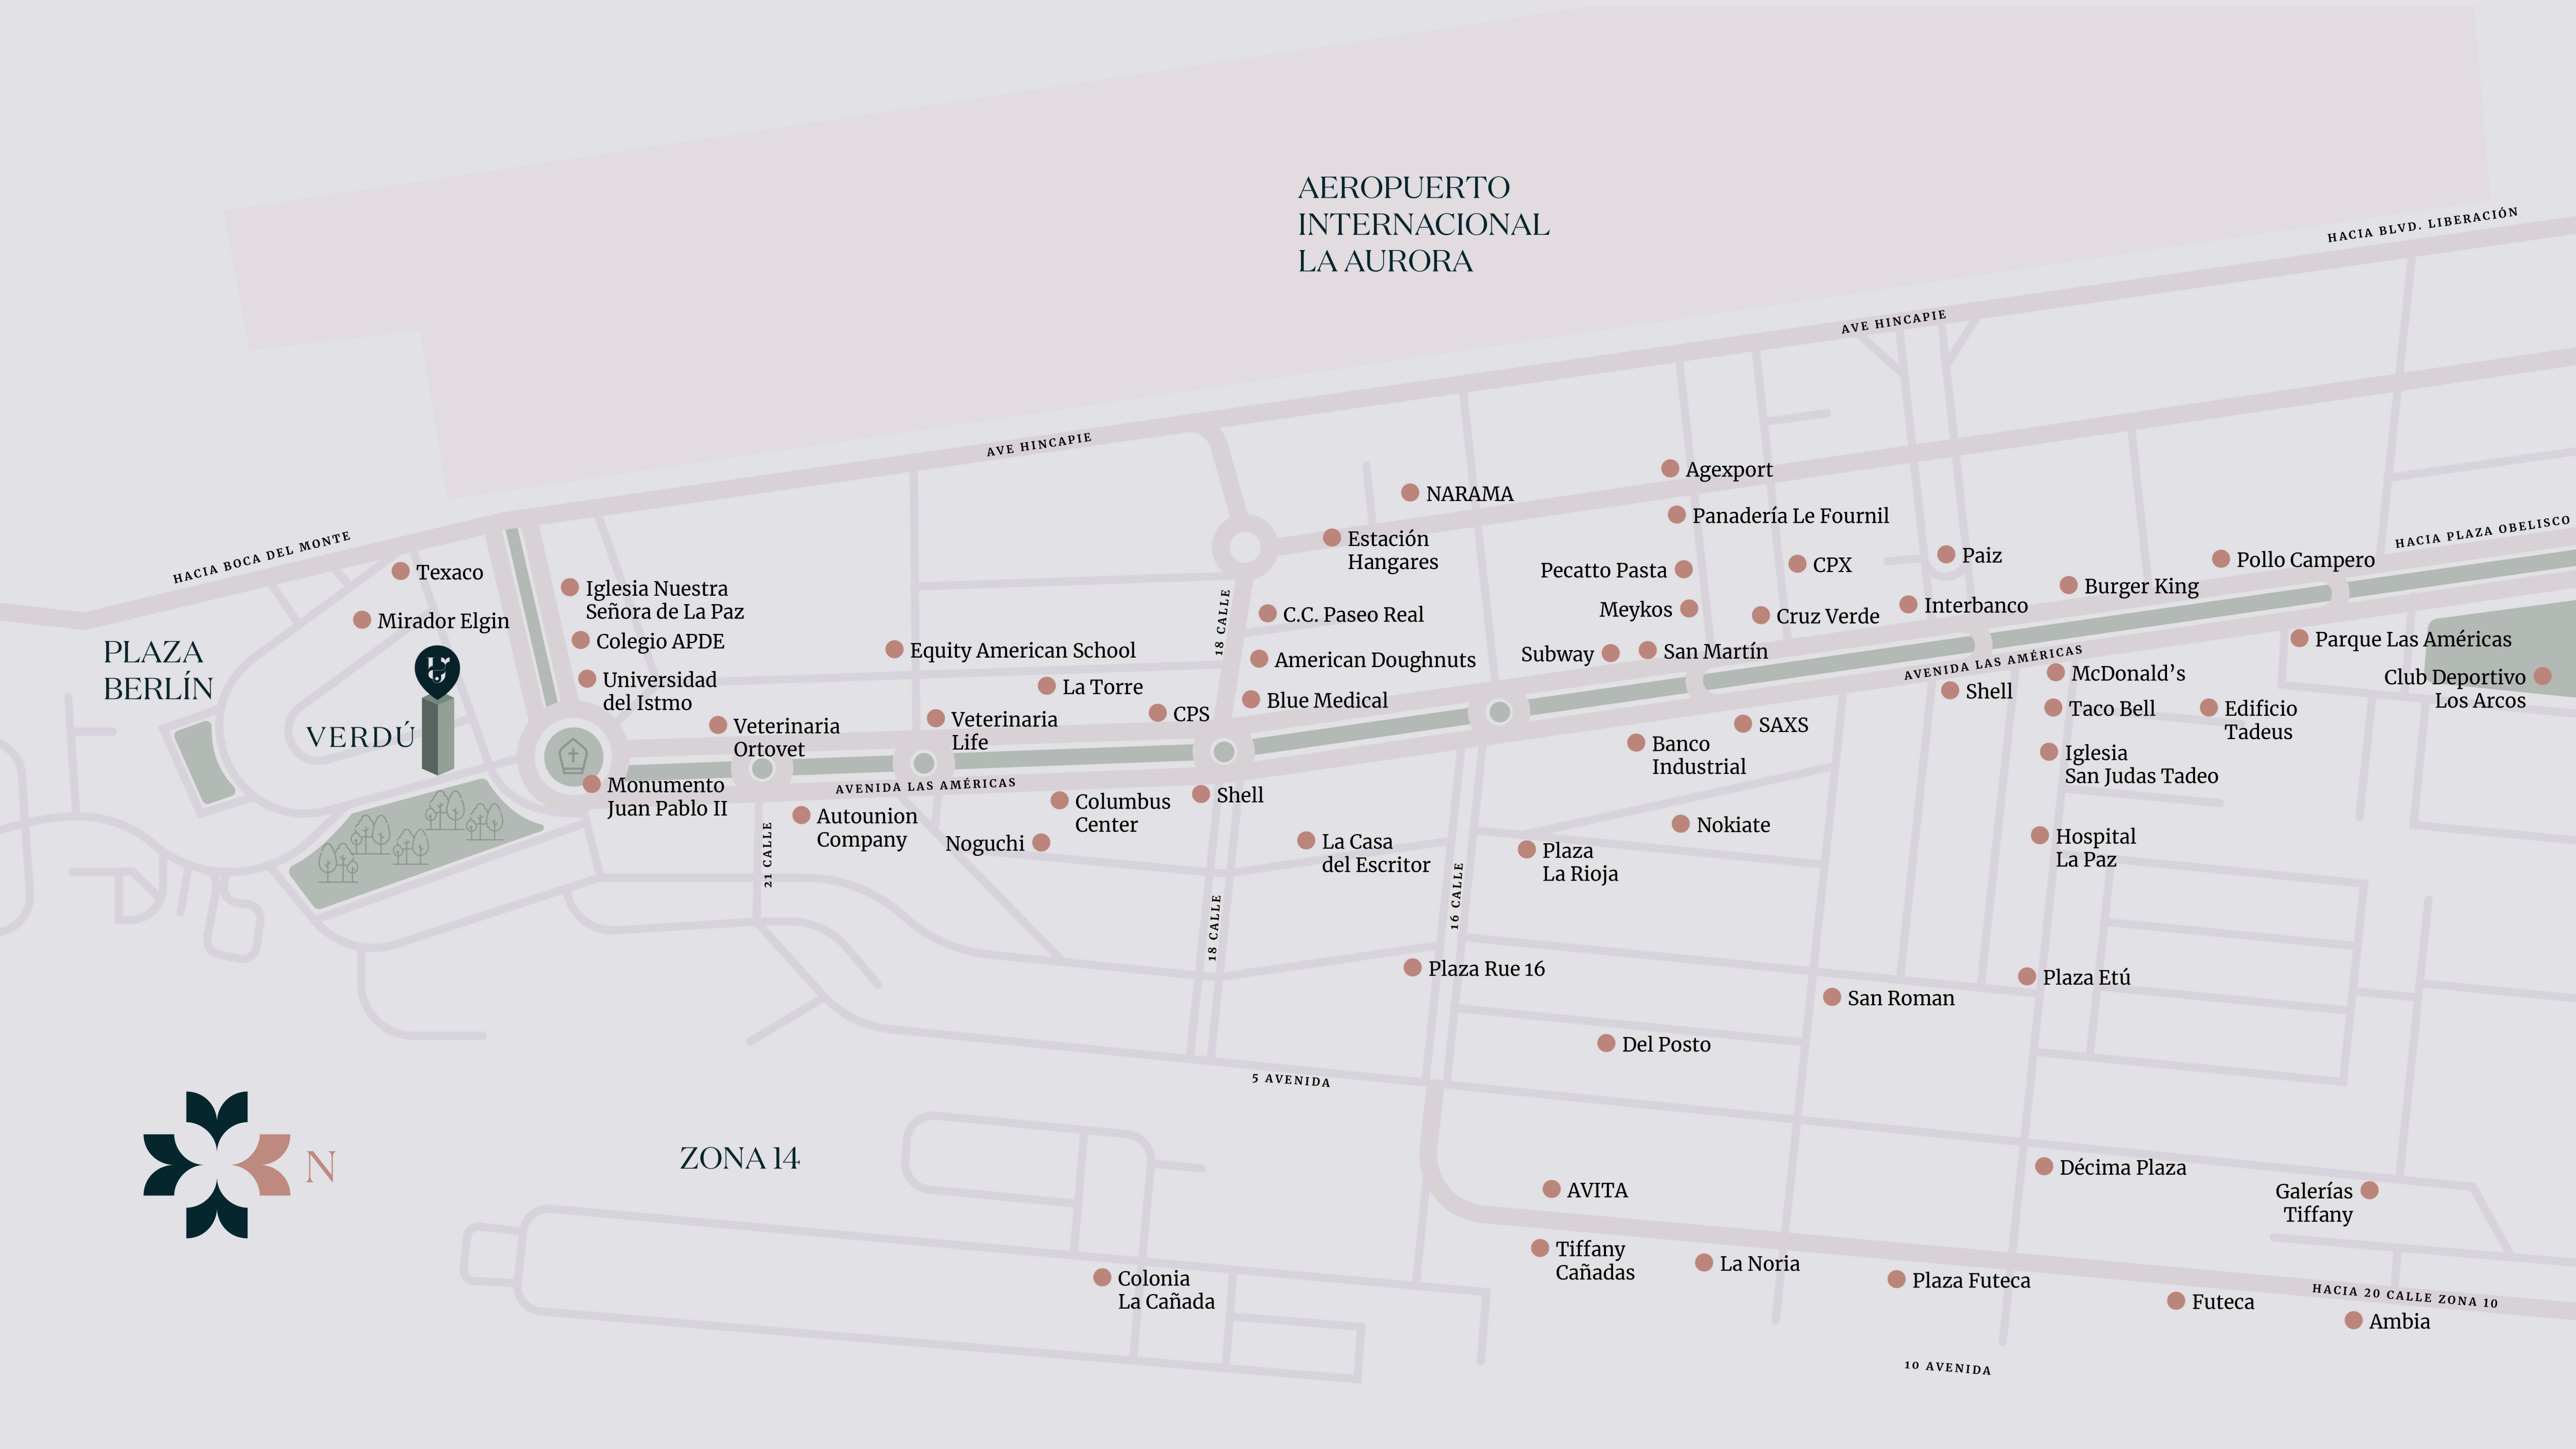 AEROPUERTO
INTERNACIONAL
LA AURORA
HACIA BLVD. LIBERACIÓN
AVE HINCAPIE
AVE HINCAPIE
HACIA BOCA DEL MONTE
HACIA PLAZA OBELISCO
Agexport
NARAMA
Panadería Le Fournil
Estación
Hangares
Pecatto Pasta
CPX
Paiz
Pollo Campero
Texaco
Iglesia Nuestra
Señora de La Paz
Burger King
Meykos
Cruz Verde
Interbanco
C.C. Paseo Real
Mirador Elgin
Colegio APDE
18 CALLE
Parque Las Américas
PLAZA
BERLÍN
Equity American School
American Doughnuts
Subway
San Martín
AVENIDA LAS AMÉRICAS
McDonald’s
Club Deportivo
Los Arcos
Universidad
del Istmo
La Torre
Shell
Blue Medical
Taco Bell
Edificio
Tadeus
CPS
VERDÚ
Veterinaria
Ortovet
Veterinaria
Life
SAXS
Banco
Industrial
Iglesia
San Judas Tadeo
Monumento
Juan Pablo II
AVENIDA LAS AMÉRICAS
Shell
Columbus
Center
Autounion
Company
Noguchi
21 CALLE
La Casa
del Escritor
Nokiate
Plaza
La Rioja
Hospital
La Paz
16 CALLE
18 CALLE
Plaza Rue 16
Plaza Etú
San Roman
Del Posto
5 AVENIDA
N
ZONA 14
Décima Plaza
AVITA
Galerías
Tiffany
Tiffany
Cañadas
La Noria
Colonia
La Cañada
Plaza Futeca
HACIA 20 CALLE ZONA 10
Futeca
Ambia
10 AVENIDA